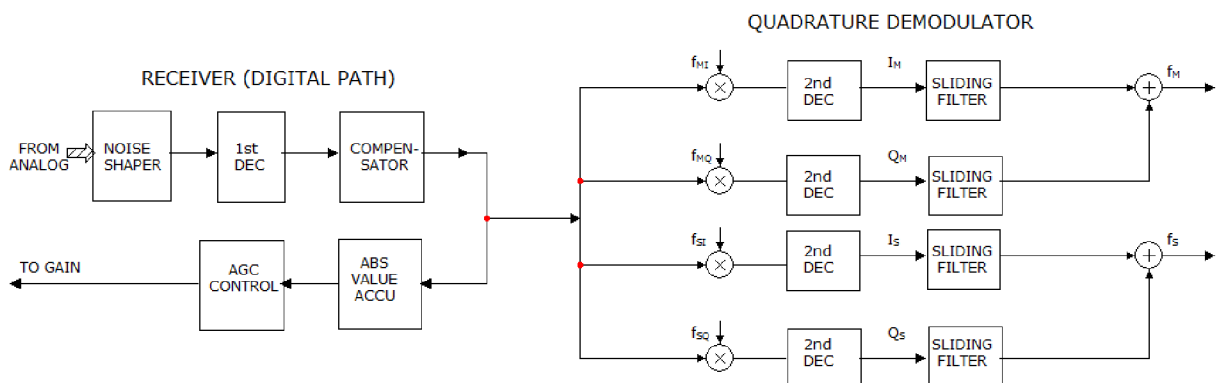 QUADRATURE DEMODULATOR
RECEIVER (DIGITAL PATH)
FROM
ANALOG
NOISE
SHAPER
1st
DEC
COMPEN-
SATOR
TO GAIN
AGC
CONTROL
ABS
VALUE
ACCU
fMI
2nd
DEC
IM
SLIDING
FILTER
fM
fMQ
2nd
DEC
QM
SLIDING
FILTER
fSI
2nd
DEC
IS
SLIDING
FILTER
fS
fSQ
2nd
DEC
QS
SLIDING
FILTER